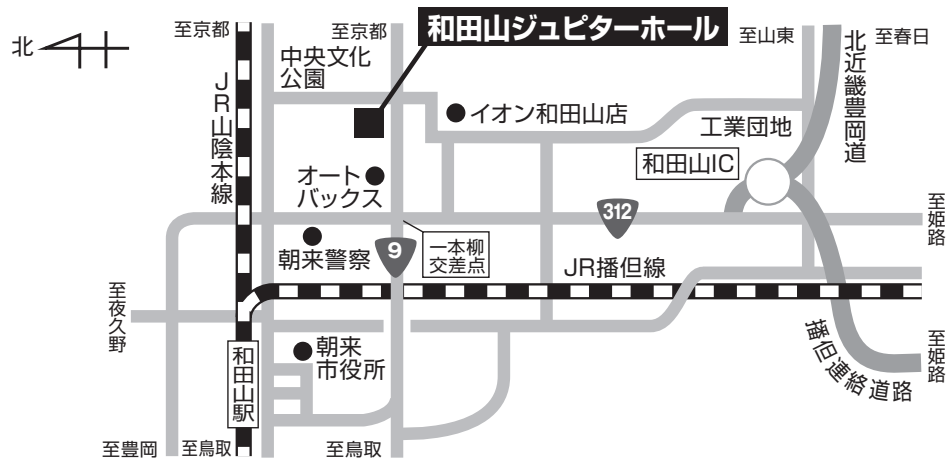 至京都
至京都
和田山ジュピターホール
至山東
至春日
北
中央文化
公園
JR山陰本線
イオン和田山店
工業団地
北近畿豊岡道
和田山IC
オート
バックス
312
至姫路
朝来警察
9
一本柳
交差点
JR播但線
至夜久野
朝来
市役所
和田山駅
播但連絡道路
至姫路
至豊岡
至鳥取
至鳥取